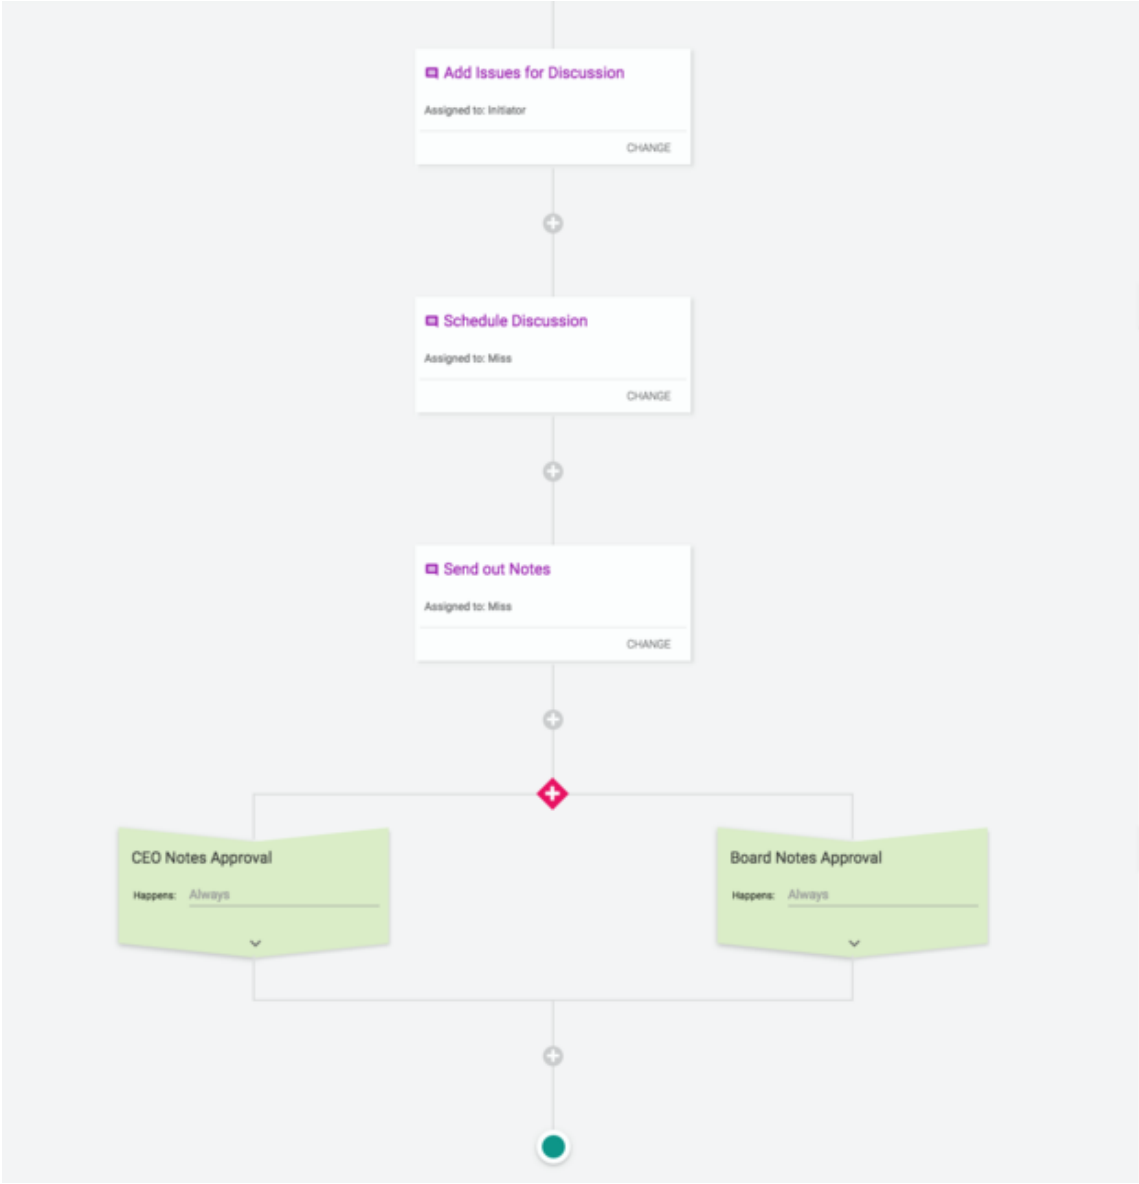 Add Issues for Discussion
Assigned to: Initiator
CHANGE
Schedule Discussion
Assigned to: Miss
CHANGE
Send out Notes
Assigned to: Miss
CHANGE
CEO Notes Approval
Happens: Always
Board Notes Approval
Happens: Always